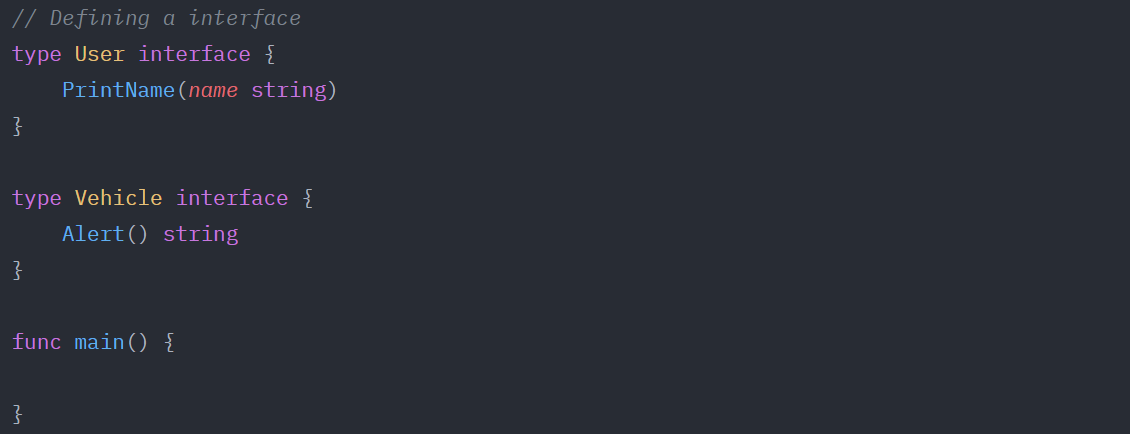 // Defining a interface
type User interface {
    PrintName(name string)
}

type Vehicle interface {
    Alert() string
}

func main() {

}